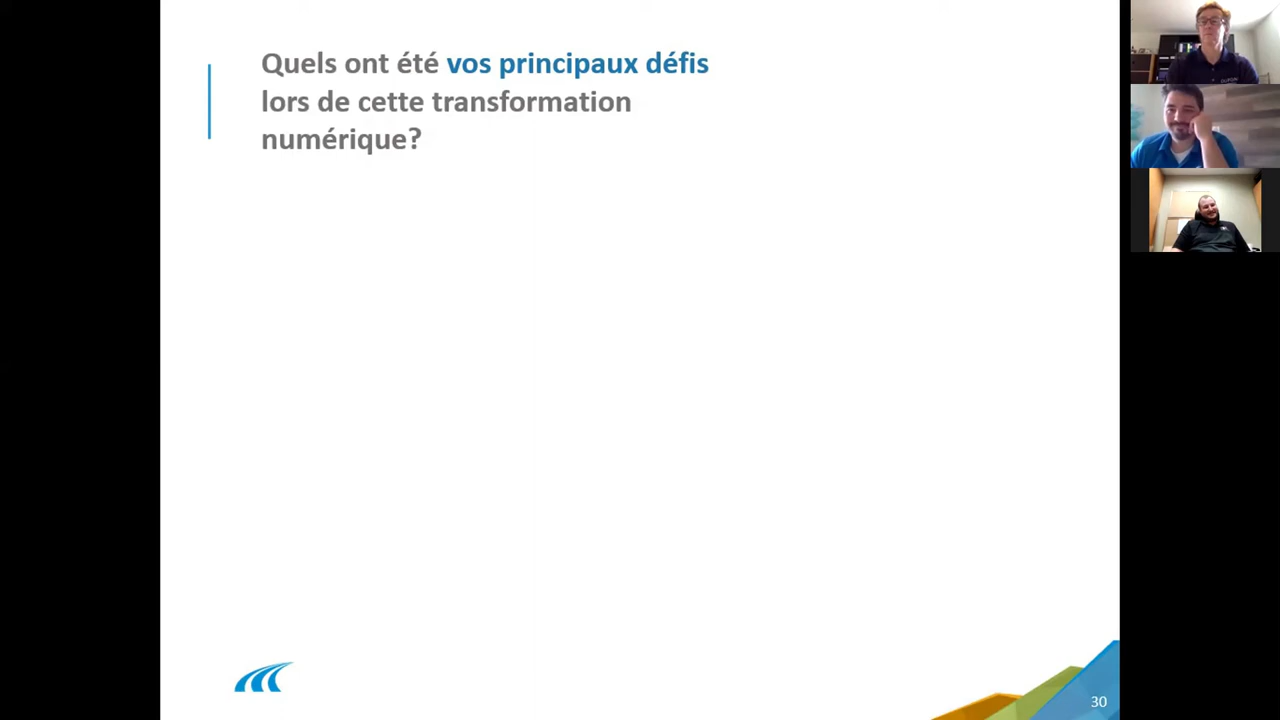 Quels ont été vos principaux défis
lors de cette transformation
numérique?
30